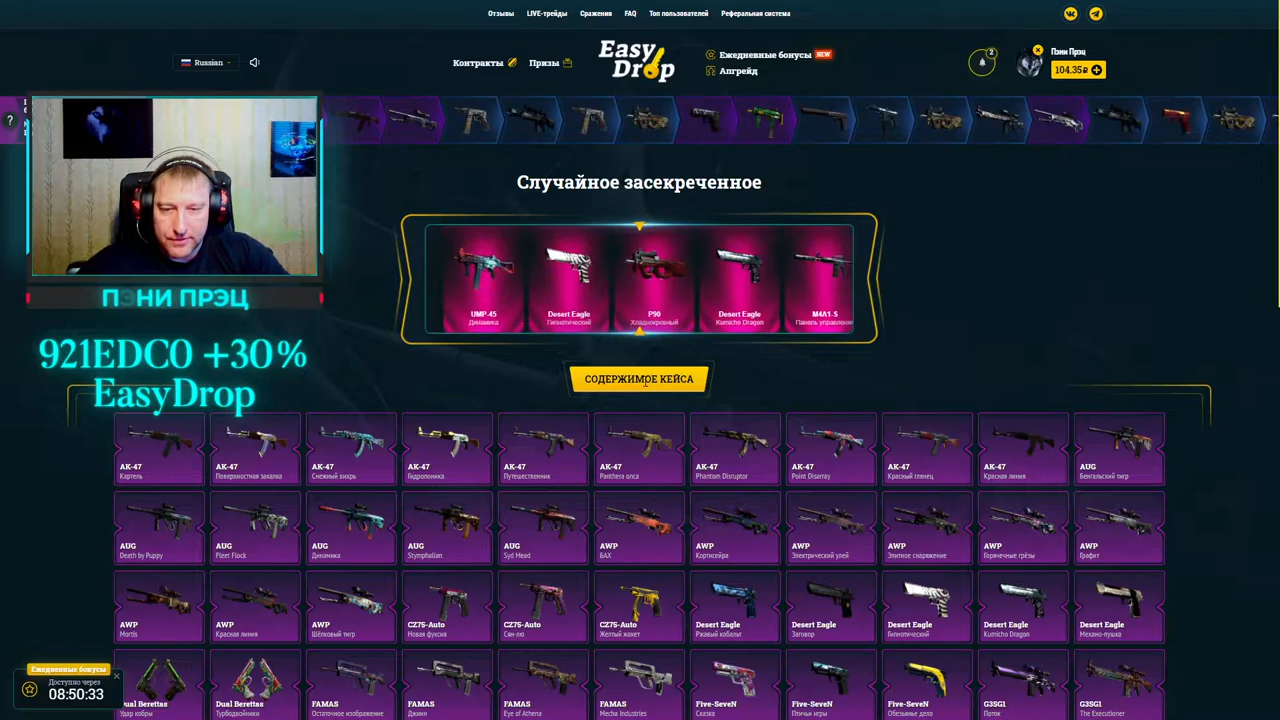 Отзывы LIVE-трейды Сражения FAQ Топ пользователей Реферальная система
Russian
Контракты Призы
Easy
Drop
Ежедневные бонусы NEW
Апгрейд
2
Пэни Прэц
104.35₽
?
ПЭНИ ПРЭЦ
921EDCO +30%
EasyDrop
Случайное засекреченное
UMP-45 Desert Eagle P90 Desert Eagle M4A1-S
Динамика Гипнотический Хладнокровный Kumicho Dragon Панель управления
СОДЕРЖИМОЕ КЕЙСА
AK-47 AK-47 AK-47 AK-47 AK-47 AK-47 AK-47 AK-47 AK-47 AK-47 AUG
Картель Поверхностная закалка Снежный вихрь Гидропоника Путешественник Panthera onca Phantom Disruptor Point Disarray Красный глянец Красная линия Бенгальский тигр
AUG AUG AUG AUG AUG AWP AWP AWP AWP AWP AWP
Death by Puppy Fleet Flock Динамика Stymphalian Syd Mead БАХ Кортисейра Электрический улей Элитное снаряжение Горячечные грёзы Графит
AWP AWP AWP CZ75-Auto CZ75-Auto CZ75-Auto Desert Eagle Desert Eagle Desert Eagle Desert Eagle Desert Eagle
Mortis Красная линия Шёлковый тигр Новая фуксия Сян-лю Желтый жакет Ржавый кобальт Заговор Гипнотический Kumicho Dragon Механо-пушка
Dual Berettas Dual Berettas FAMAS FAMAS FAMAS FAMAS Five-SeveN Five-SeveN Five-SeveN G3SG1 G3SG1
Удар кобры Турбодвойники Остаточное изображение Джинн Eye of Athena Mecha Industries Сказка Птичьи игры Обезьянье дело Поток The Executioner
Ежедневные бонусы
Доступно через
08:50:33